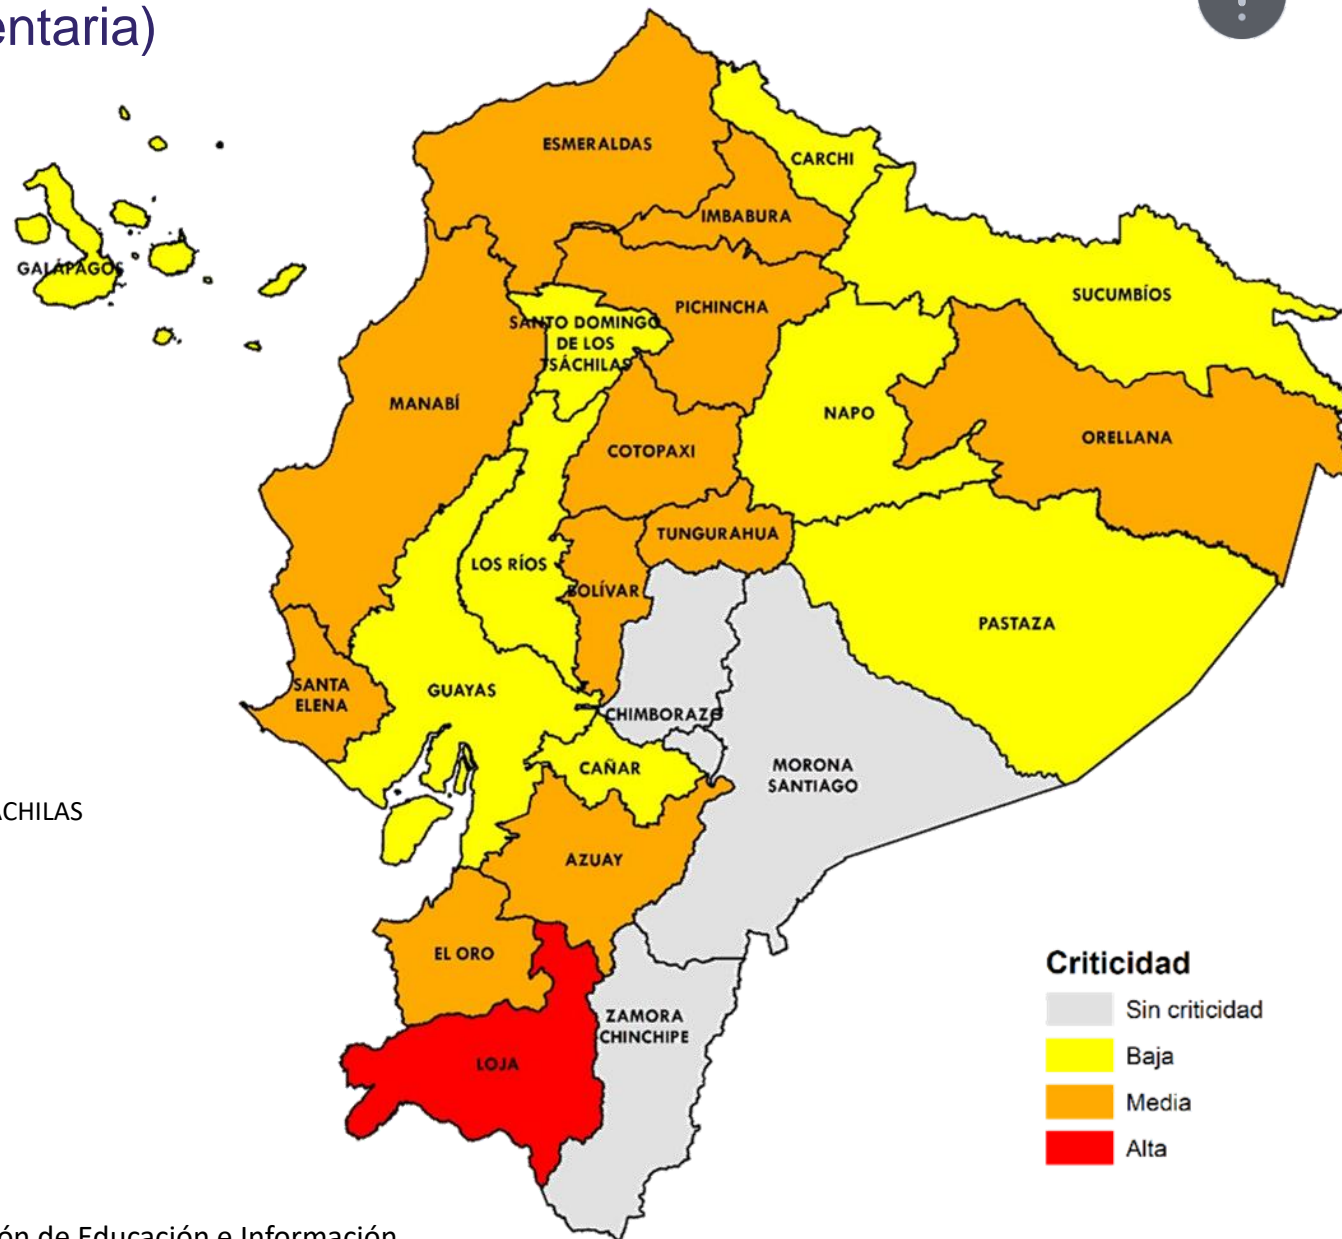 entaria)
ESMERALDAS
CARCHI
IMBABURA
GALÁPAGOS
SUCUMBÍOS
PICHINCHA
SANTO DOMINGO
DE LOS
TSÁCHILAS
MANABÍ
NAPO
ORELLANA
COTOPAXI
TUNGURAHUA
LOS RÍOS
BOLÍVAR
PASTAZA
SANTA
ELENA
GUAYAS
CHIMBORAZO
CAÑAR
MORONA
SANTIAGO
ÁCHILAS
AZUAY
EL ORO
ZAMORA
CHINCHIPE
LOJA
Criticidad
Sin criticidad
Baja
Media
Alta
ón de Educación e Información